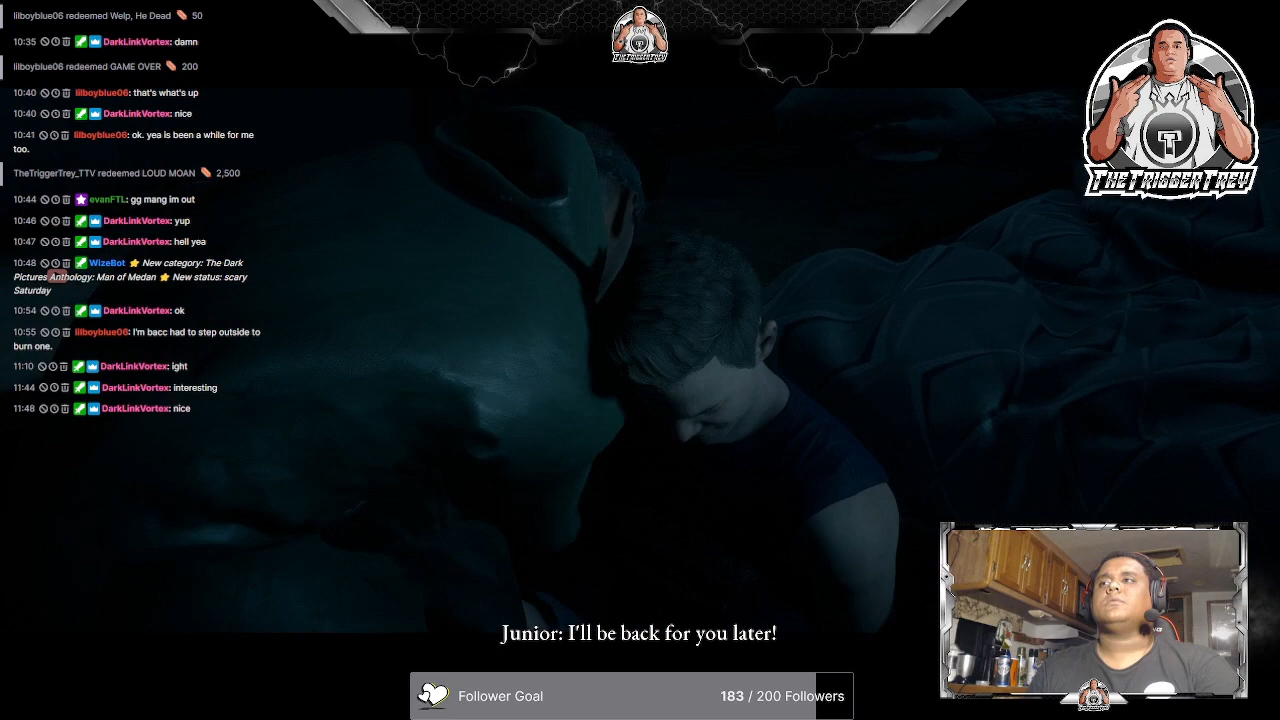 lilboyblue06 redeemed Welp, He Dead 50
10:35 DarkLinkVortex: damn
lilboyblue06 redeemed GAME OVER 200
10:40 lilboyblue06: that's what's up
10:40 DarkLinkVortex: nice
10:41 lilboyblue06: ok. yea is been a while for me
too.
TheTriggerTrey_TTV redeemed LOUD MOAN 2,500
10:44 evanFTL: gg mang im out
10:46 DarkLinkVortex: yup
10:47 DarkLinkVortex: hell yea
10:48 WizeBot New category: The Dark
Pictures Anthology: Man of Medan New status: scary
Saturday
10:54 DarkLinkVortex: ok
10:55 lilboyblue06: I'm bacc had to step outside to
burn one.
11:10 DarkLinkVortex: ight
11:44 DarkLinkVortex: interesting
11:48 DarkLinkVortex: nice
THETRIGGERTREY
T
THETRIGGERTREY
Junior: I'll be back for you later!
Follower Goal 183 / 200 Followers